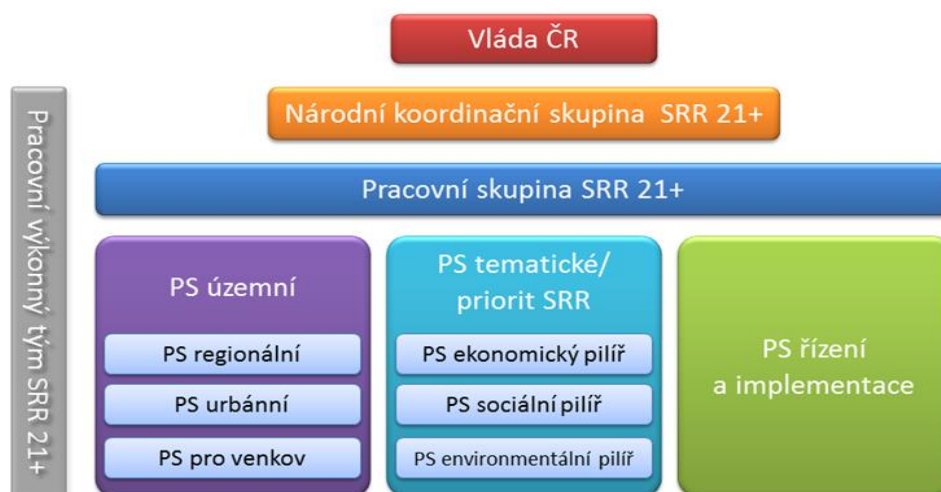 Vláda ČR
Národní koordinační skupina SRR 21+
Pracovní výkonný tým SRR 21+
Pracovní skupina SRR 21+
PS územní
PS regionální
PS urbánní
PS pro venkov
PS tematické/
priorit SRR
PS ekonomický pilíř
PS sociální pilíř
PS environmentální pilíř
PS řízení
a implementace